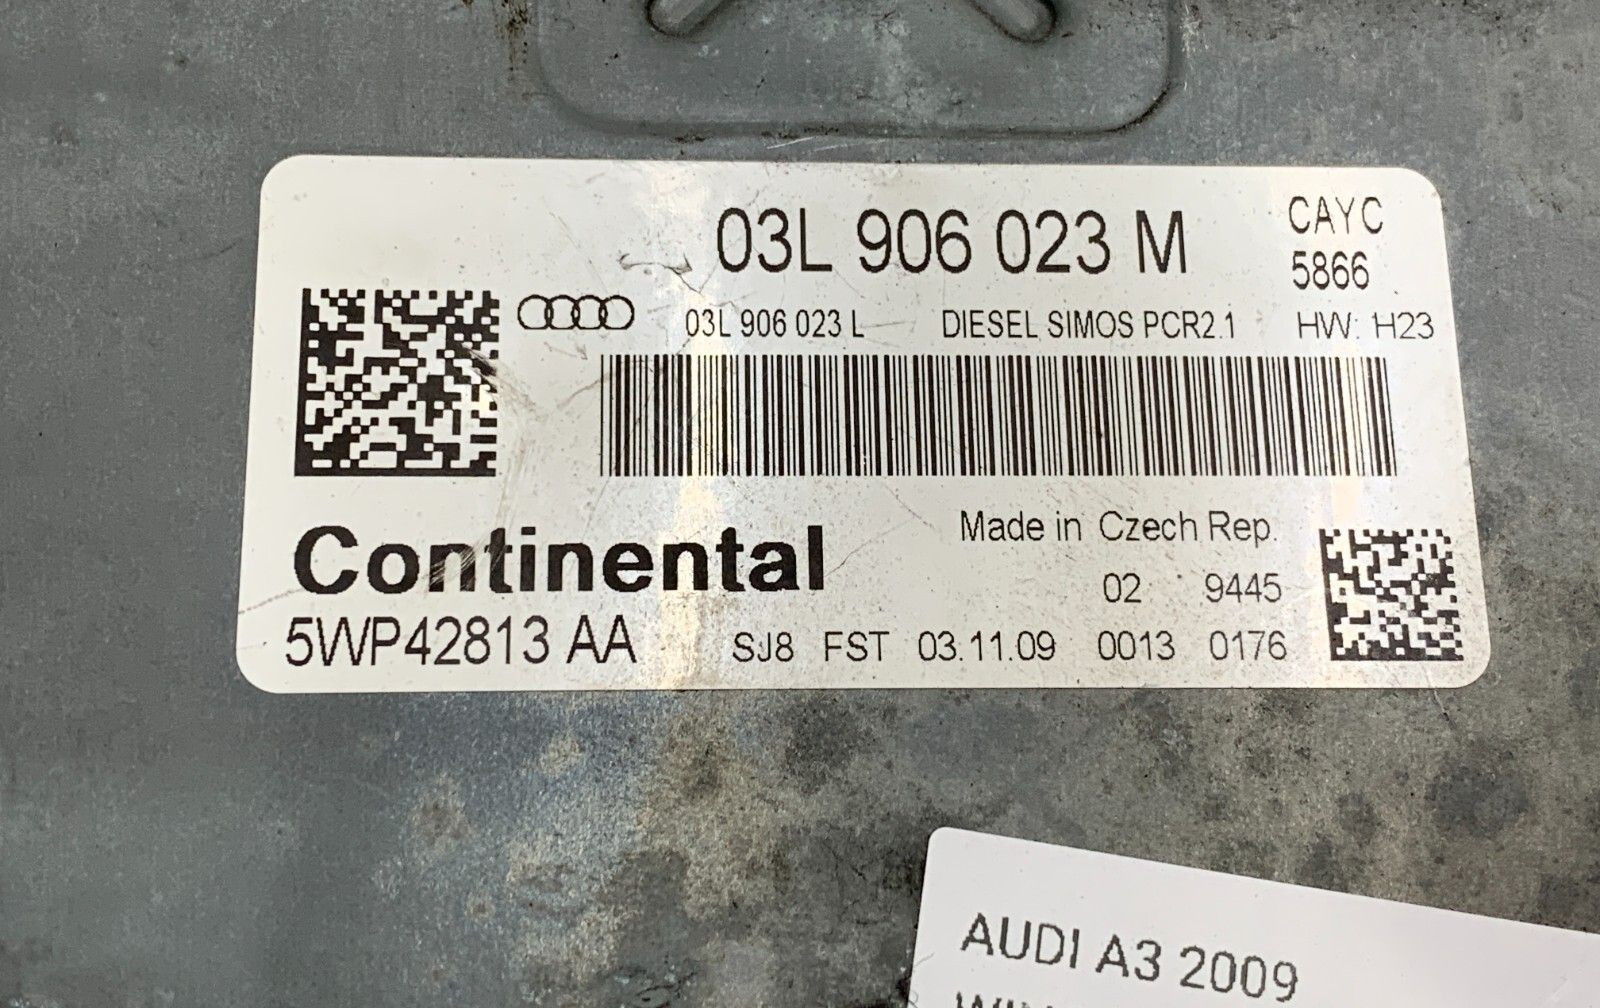 03L 906 023 M CAYC
5866
03L 906 023 L DIESEL SIMOS PCR2.1 HW: H23
Continental
Made in Czech Rep.
02 9445
5WP42813 AA SJ8 FST 03.11.09 0013 0176
AUDI A3 2009